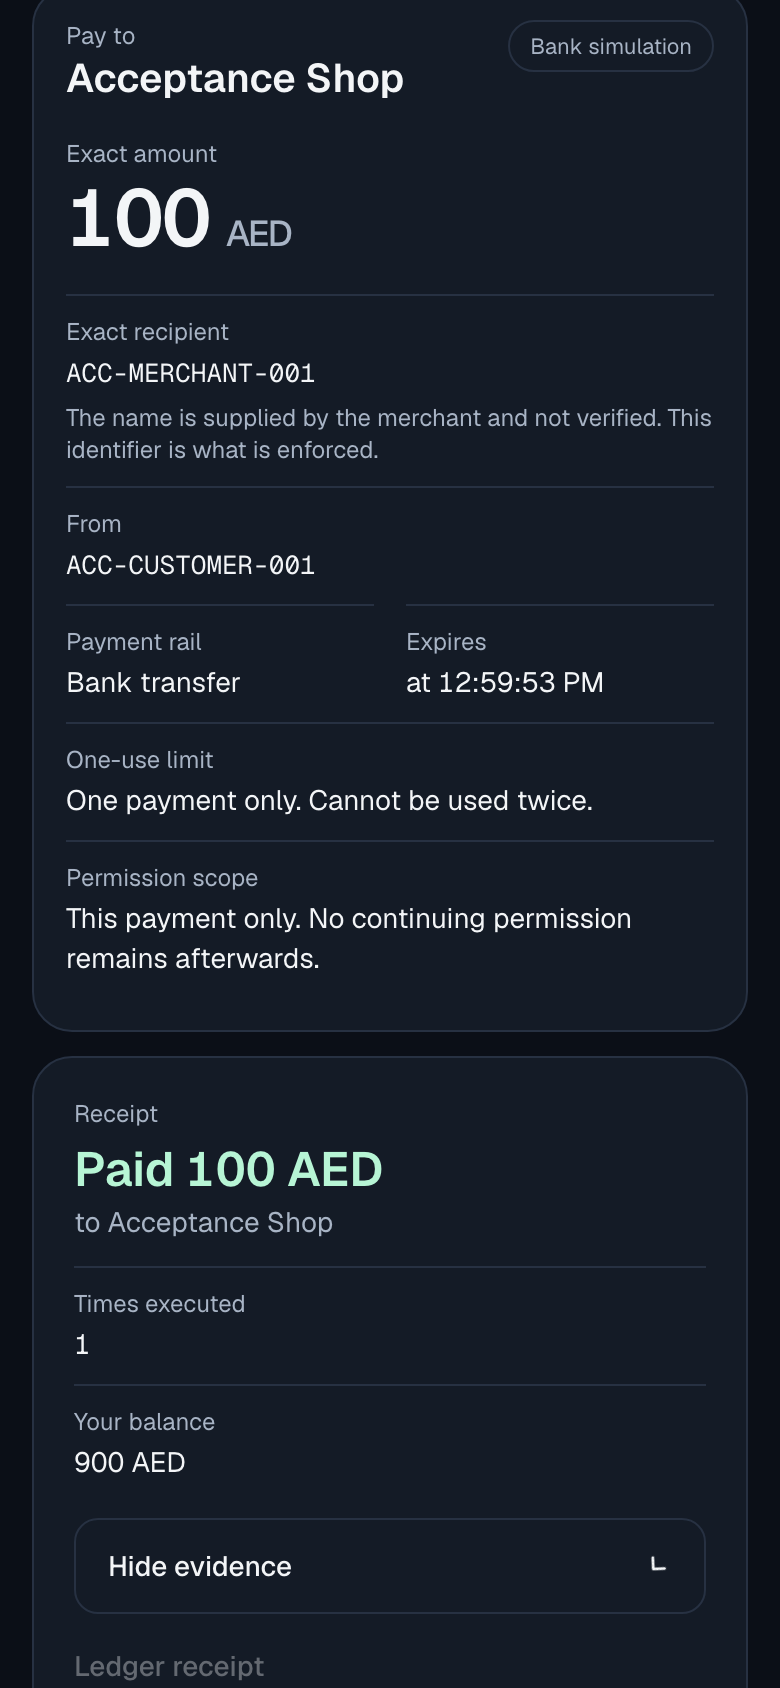 Pay to
Bank simulation
Acceptance Shop
Exact amount
100 AED
Exact recipient
ACC-MERCHANT-001
The name is supplied by the merchant and not verified. This
identifier is what is enforced.
From
ACC-CUSTOMER-001
Payment rail
Bank transfer
Expires
at 12:59:53 PM
One-use limit
One payment only. Cannot be used twice.
Permission scope
This payment only. No continuing permission
remains afterwards.
Receipt
Paid 100 AED
to Acceptance Shop
Times executed
1
Your balance
900 AED
Hide evidence
Ledger receipt